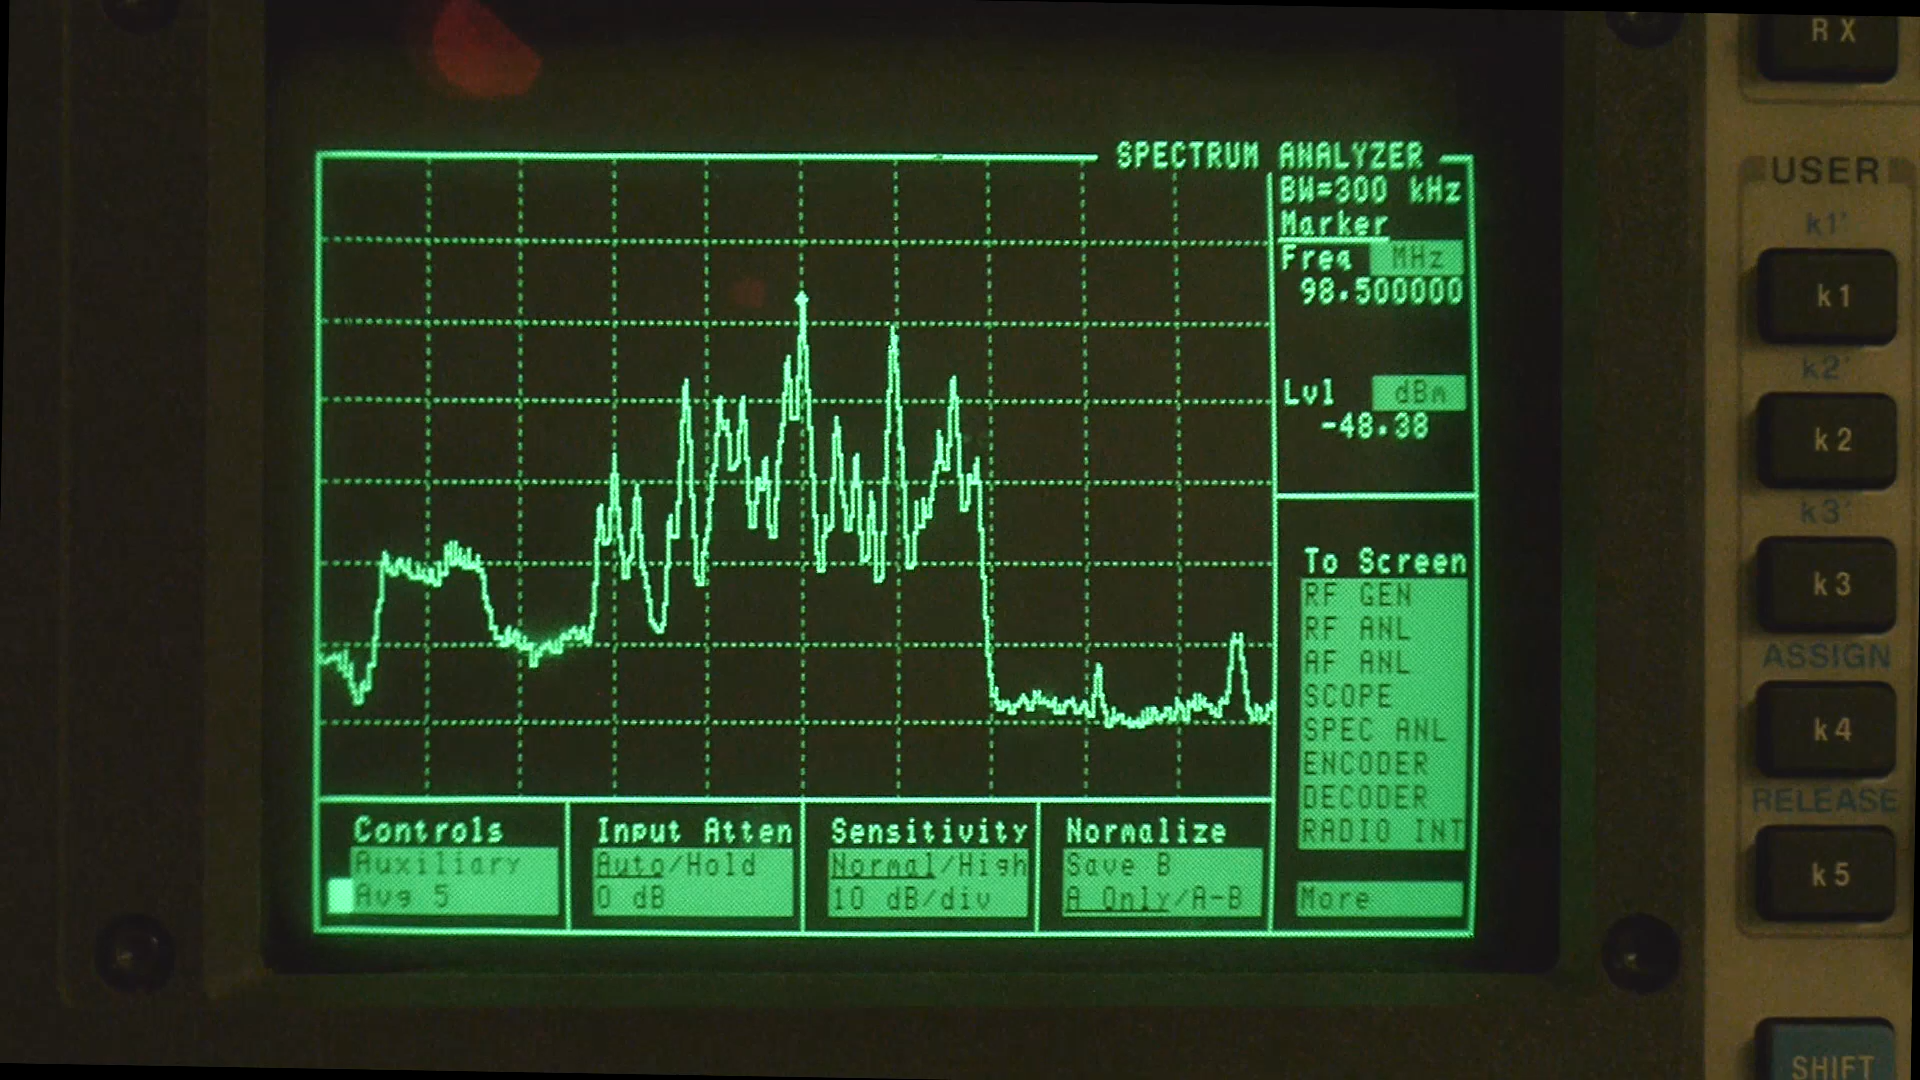 SPECTRUM ANALYZER
BW=300 kHz
Marker
Freq MHz
98.500000
Lvl dBm
-48.38
To Screen
RF GEN
RF ANL
AF ANL
SCOPE
SPEC ANL
ENCODER
DECODER
RADIO INT
More
Controls
Auxiliary
Avg 5
Input Atten
Auto/Hold
0 dB
Sensitivity
Normal/High
10 dB/div
Normalize
Save B
A Only/A-B
RX
USER
k1'
k1
k2'
k2
k3'
k3
ASSIGN
k4
RELEASE
k5
SHIFT